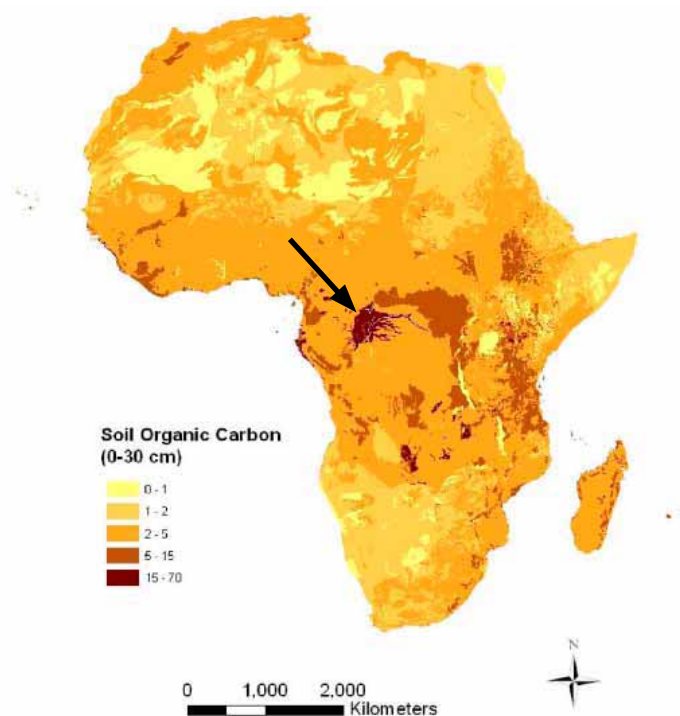 Soil Organic Carbon
(0-30 cm)
0 - 1
1 - 2
2 - 5
5 - 15
15 - 70
N
0 1,000 2,000
Kilometers